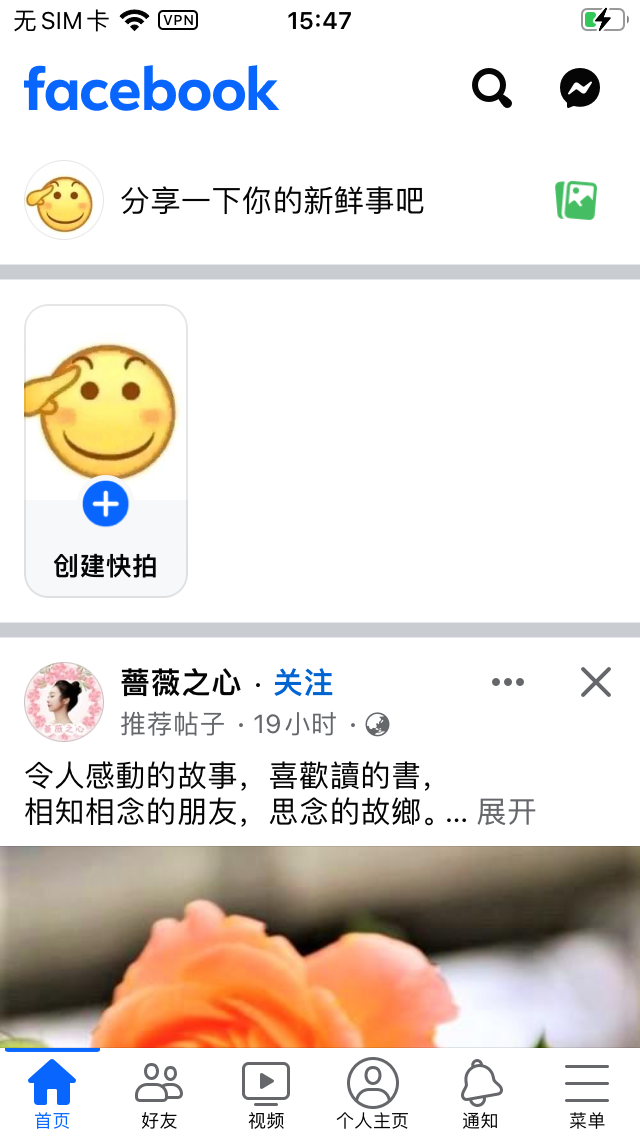 无SIM卡 VPN 15:47
facebook
分享一下你的新鲜事吧
创建快拍
薔薇之心 · 关注
推荐帖子 · 19小时 ·
令人感動的故事，喜歡讀的書，
相知相念的朋友，思念的故鄉。... 展开
薔薇之心
首页 好友 视频 个人主页 通知 菜单